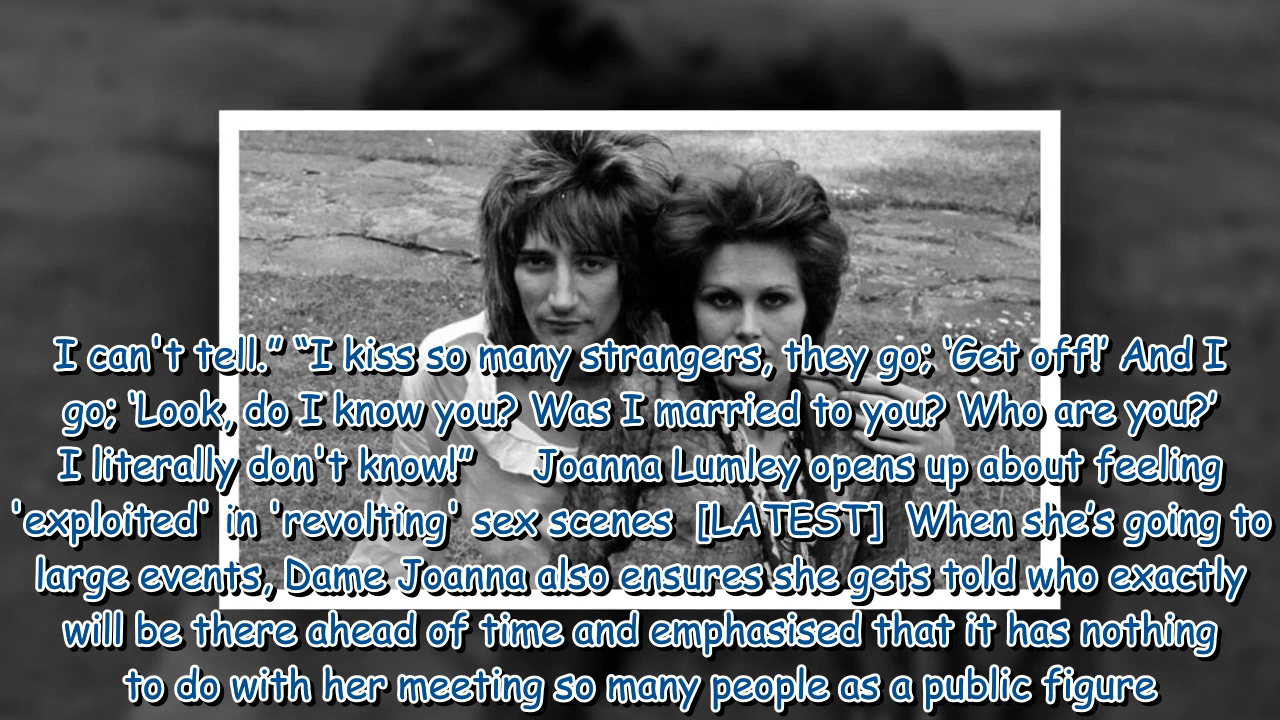 I can't tell.” “I kiss so many strangers, they go; ‘Get off!’ And I
go; ‘Look, do I know you? Was I married to you? Who are you?’
I literally don't know!” Joanna Lumley opens up about feeling
'exploited' in 'revolting' sex scenes [LATEST] When she’s going to
large events, Dame Joanna also ensures she gets told who exactly
will be there ahead of time and emphasised that it has nothing
to do with her meeting so many people as a public figure